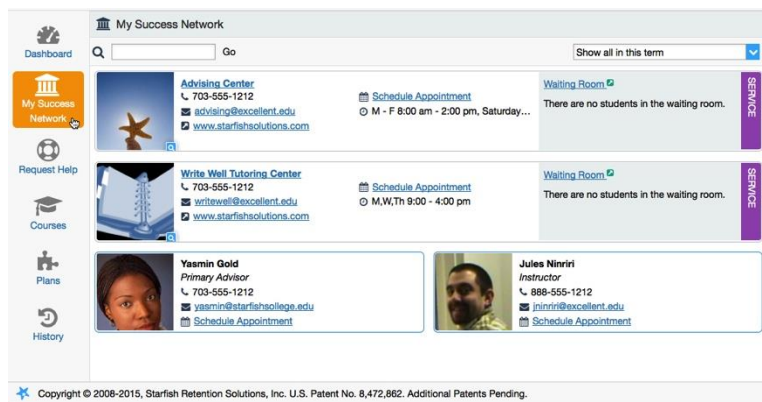 My Success Network
Dashboard
Go
Show all in this term
My Success
Network
Request Help
Courses
Plans
History
Advising Center
703-555-1212
advising@excellent.edu
www.starfishsolutions.com
Schedule Appointment
M - F 8:00 am - 2:00 pm, Saturday...
Waiting Room
There are no students in the waiting room.
SERVICE
Write Well Tutoring Center
703-555-1212
writewell@excellent.edu
www.starfishsolutions.com
Schedule Appointment
M,W,Th 9:00 - 4:00 pm
Waiting Room
There are no students in the waiting room.
SERVICE
Yasmin Gold
Primary Advisor
703-555-1212
yasmin@starfishsollege.edu
Schedule Appointment
Jules Ninriri
Instructor
888-555-1212
jninriri@excellent.edu
Schedule Appointment
Copyright © 2008-2015, Starfish Retention Solutions, Inc. U.S. Patent No. 8,472,862. Additional Patents Pending.